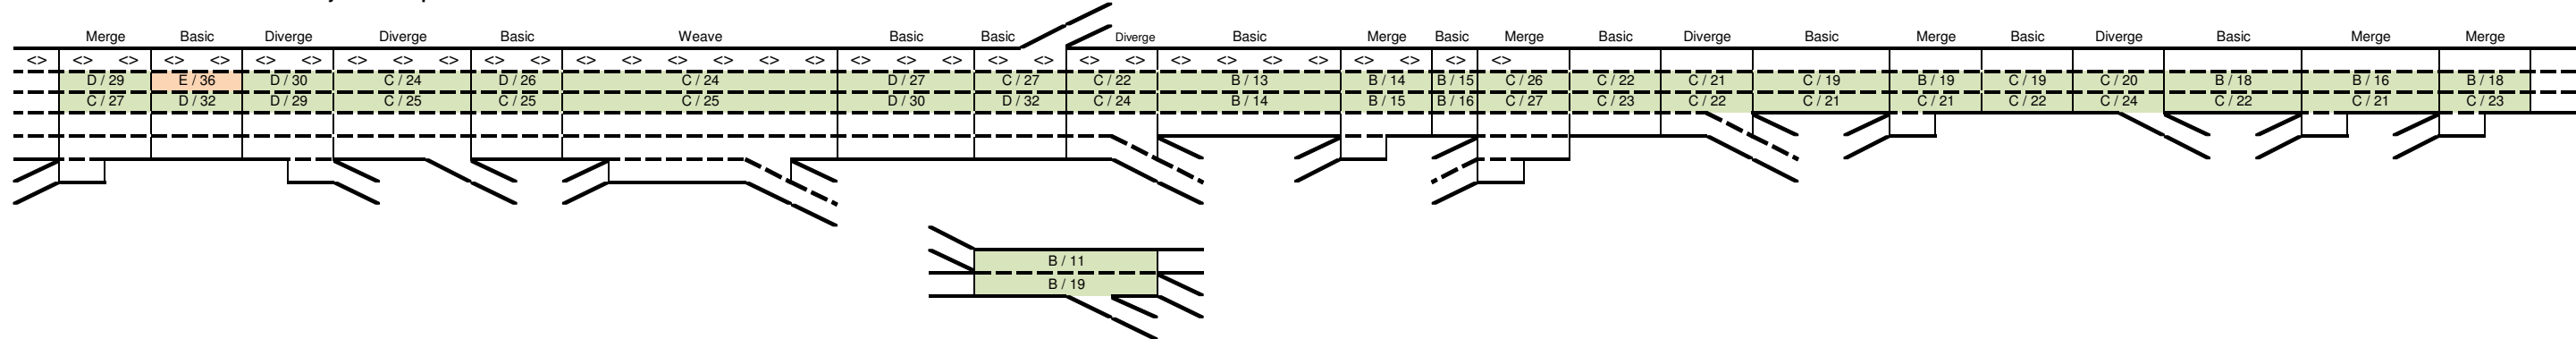 Merge Basic Diverge Diverge Basic Weave Basic Basic Diverge Basic Merge Basic Merge Basic Diverge Basic Merge Basic Diverge Basic Merge Merge
<> <> <> <> <> <> <> <> <> <> <> <> <> <> <> <> <> <> <> <> <> <> <> <> <> <> <> <> <> <> <> <>
D / 29 E / 36 D / 30 C / 24 D / 26 C / 24 D / 27 C / 27 C / 22 B / 13 B / 14 B / 15 C / 26 C / 22 C / 21 C / 19 B / 19 C / 19 C / 20 B / 18 B / 16 B / 18
C / 27 D / 32 D / 29 C / 25 C / 25 C / 25 D / 30 D / 32 C / 24 B / 14 B / 15 B / 16 C / 27 C / 23 C / 22 C / 21 C / 21 C / 22 C / 24 C / 22 C / 21 C / 23
B / 11
B / 19